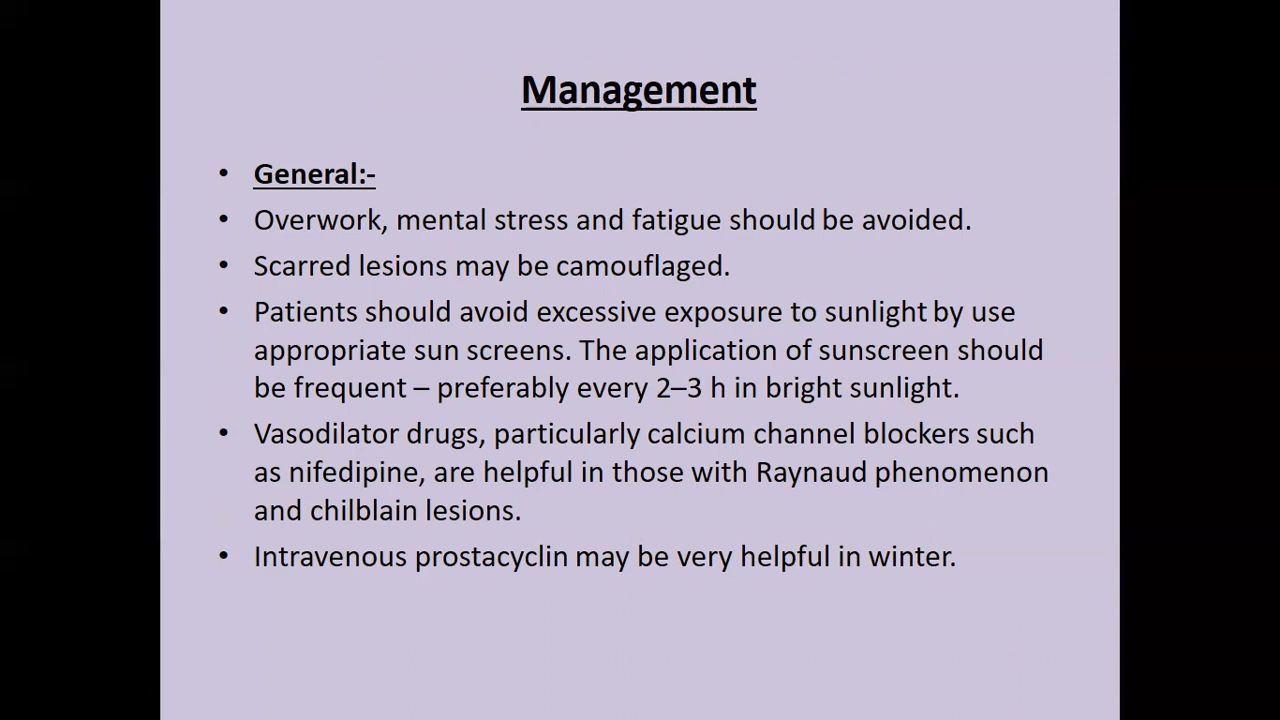 Management
• General:-
• Overwork, mental stress and fatigue should be avoided.
• Scarred lesions may be camouflaged.
• Patients should avoid excessive exposure to sunlight by use
appropriate sun screens. The application of sunscreen should
be frequent – preferably every 2–3 h in bright sunlight.
• Vasodilator drugs, particularly calcium channel blockers such
as nifedipine, are helpful in those with Raynaud phenomenon
and chilblain lesions.
• Intravenous prostacyclin may be very helpful in winter.